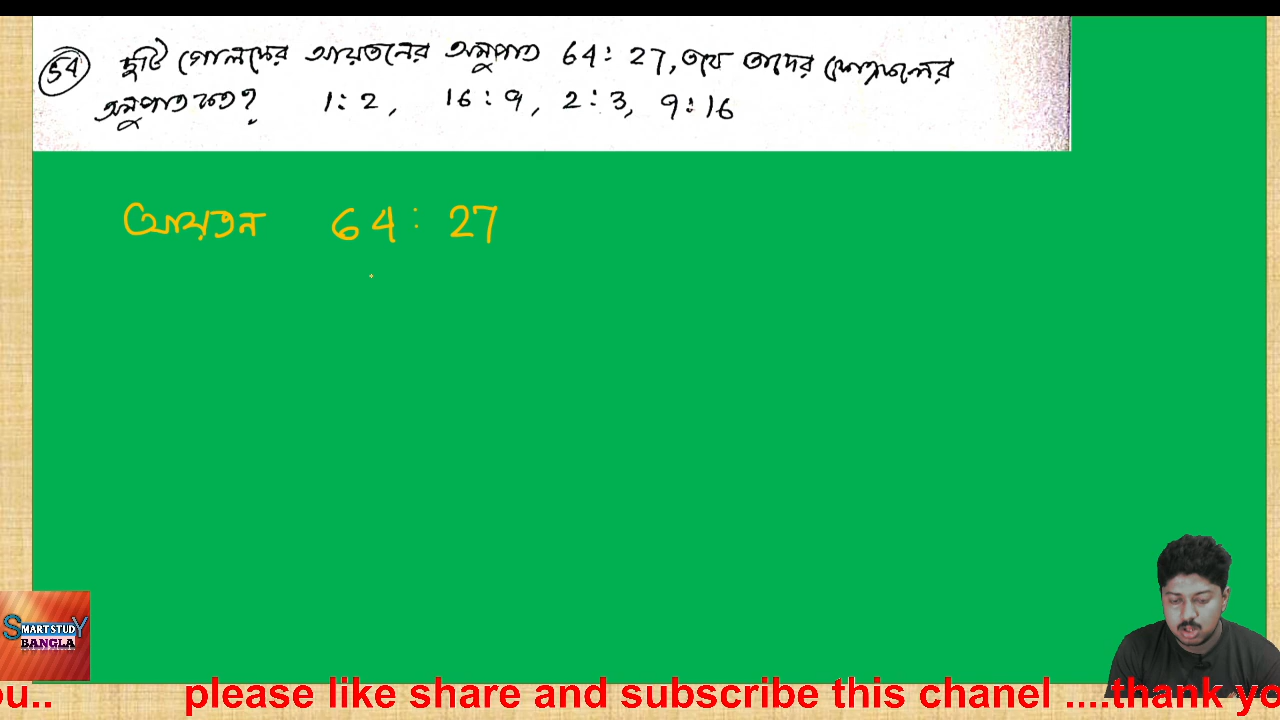 54 দুটি গোলকের আয়তনের অনুপাত 64 : 27, তবে তাদের ক্ষেত্রফলের
অনুপাত কত? 1 : 2, 16 : 9, 2 : 3, 9 : 16
আয়তন 64 : 27
SMART STUDY
BANGLA
ou.. please like share and subscribe this chanel ....thank yo